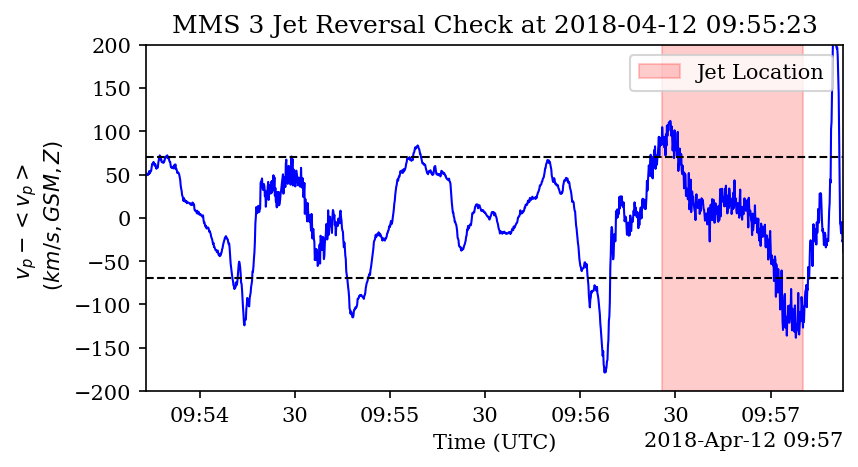 MMS 3 Jet Reversal Check at 2018-04-12 09:55:23
v_p − < v_p >
(km/s, GSM, Z)
200
150
100
50
0
−50
−100
−150
−200
Jet Location
09:54 30 09:55 30 09:56 30 09:57
Time (UTC)
2018-Apr-12 09:57